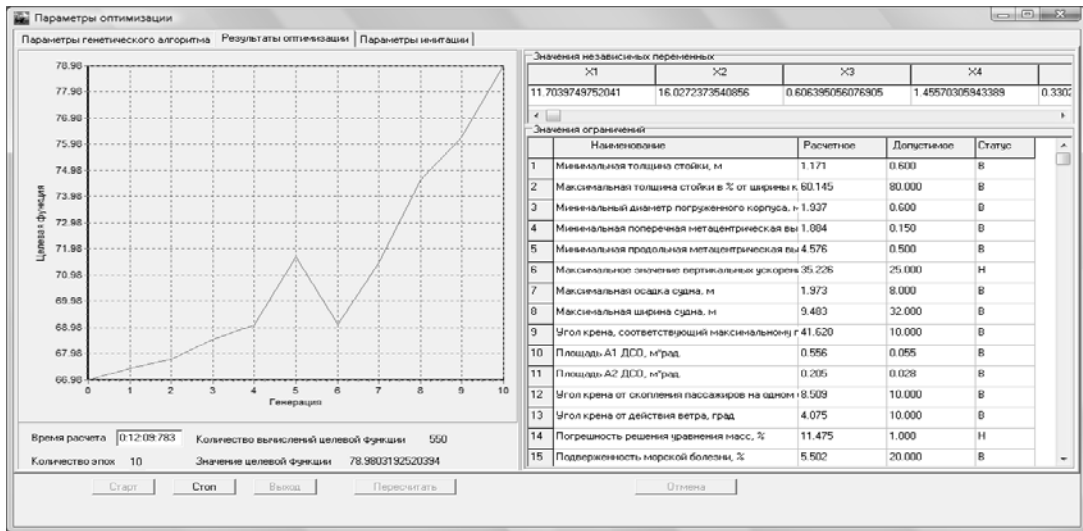 Параметры оптимизации
Параметры генетического алгоритма Результаты оптимизации Параметры имитации
78.98
77.98
76.98
75.98
74.98
73.98
72.98
71.98
70.98
69.98
68.98
67.98
66.98
Целевая функция
0 1 2 3 4 5 6 7 8 9 10
Генерация
Время расчета 0:12:09:783 Количество вычислений целевой функции 550
Количество эпох 10 Значение целевой функции 78.9803192520394
Значения независимых переменных
X1 X2 X3 X4
11.7039749752041 16.0272373540856 0.606395056076905 1.45570305943389 0.3302
Значения ограничений
Наименование Расчетное Допустимое Статус
1 Минимальная толщина стойки, м 1.171 0.600 В
2 Максимальная толщина стойки в % от ширины к 60.145 80.000 В
3 Минимальный диаметр погруженного корпуса, м 1.937 0.600 В
4 Минимальная поперечная метацентрическая вы 1.884 0.150 В
5 Минимальная продольная метацентрическая вы 4.576 0.500 В
6 Максимальное значение вертикальных ускорен 35.226 25.000 Н
7 Максимальная осадка судна, м 1.973 8.000 В
8 Максимальная ширина судна, м 9.483 32.000 В
9 Угол крена, соответствующий максимальному п 41.620 10.000 В
10 Площадь А1 ДСО, м*рад. 0.556 0.055 В
11 Площадь А2 ДСО, м*рад. 0.205 0.028 В
12 Угол крена от скопления пассажиров на одном 8.509 10.000 В
13 Угол крена от действия ветра, град 4.075 10.000 В
14 Погрешность решения уравнения масс, % 11.475 1.000 Н
15 Подверженность морской болезни, % 5.502 20.000 В
Старт Стоп Выход Пересчитать Отмена